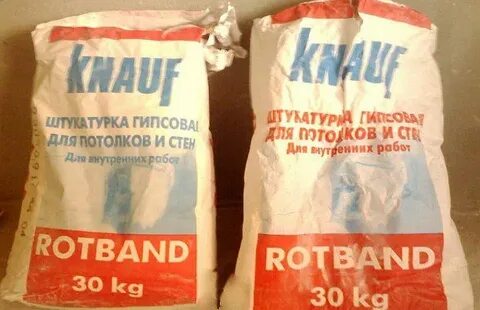 KNAUF
ШТУКАТУРКА ГИПСОВАЯ
ДЛЯ ПОТОЛКОВ И СТЕН
Для внутренних работ
ROTBAND
30 kg
KNAUF
ШТУКАТУРКА ГИПСОВАЯ
ДЛЯ ПОТОЛКОВ И СТЕН
Для внутренних работ
ROTBAND
30 kg